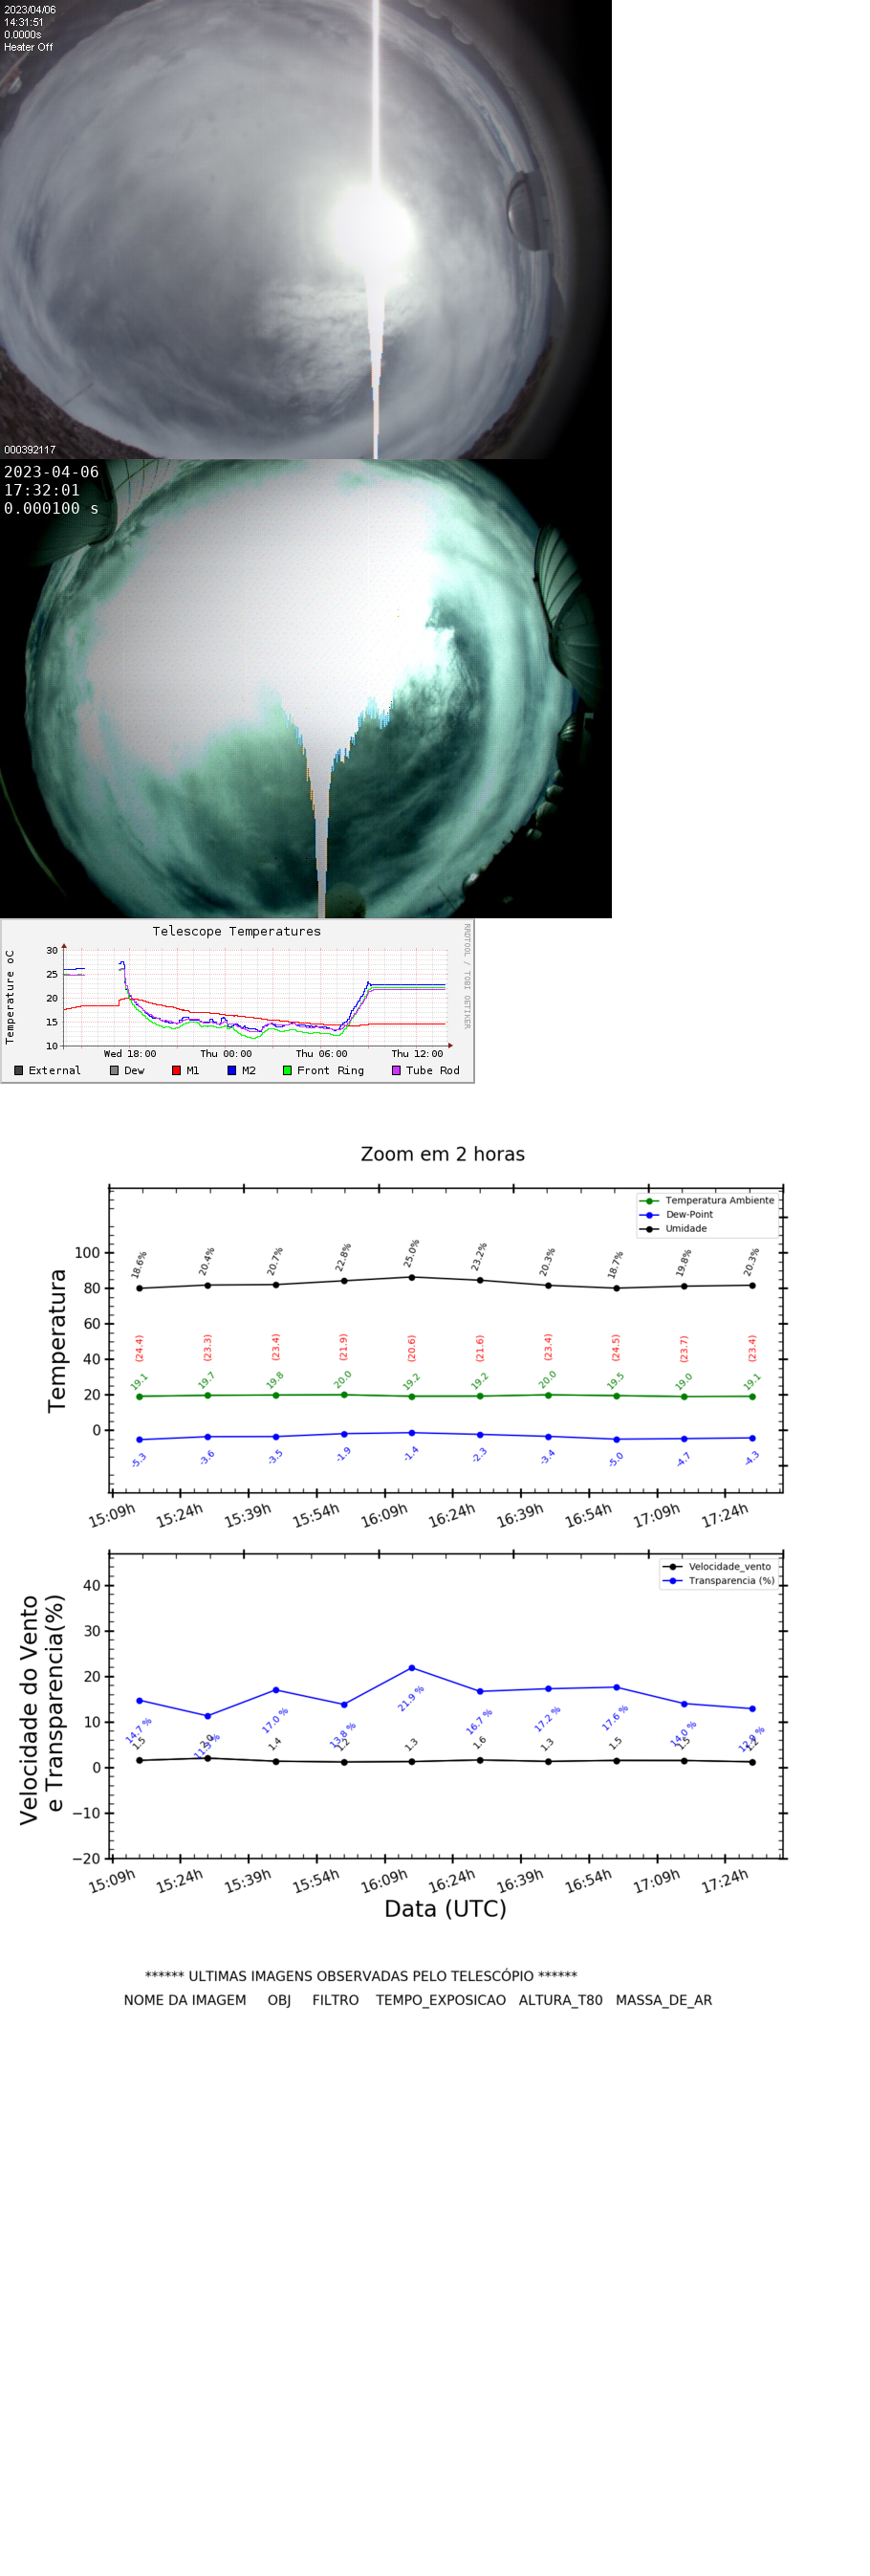 2023/04/06
14:31:51
0.0000s
Heater Off
000392117
2023-04-06
17:32:01
0.000100 s
Telescope Temperatures
RRDTOOL / TOBI OETIKER
Temperature oC
30
25
20
15
10
Wed 18:00 Thu 00:00 Thu 06:00 Thu 12:00
External Dew M1 M2 Front Ring Tube Rod
Zoom em 2 horas
Temperatura Ambiente
Dew-Point
Umidade
Temperatura
100
80
60
40
20
0
18.6% 20.4% 20.7% 22.8% 25.0% 23.2% 20.3% 18.7% 19.8% 20.3%
(24.4) (23.3) (23.4) (21.9) (20.6) (21.6) (23.4) (24.5) (23.7) (23.4)
19.1 19.7 19.8 20.0 19.2 19.2 20.0 19.5 19.0 19.1
-5.3 -3.6 -3.5 -1.9 -1.4 -2.3 -3.4 -5.0 -4.7 -4.3
15:09h 15:24h 15:39h 15:54h 16:09h 16:24h 16:39h 16:54h 17:09h 17:24h
Velocidade_vento
Transparencia (%)
Velocidade do Vento
e Transparencia(%)
40
30
20
10
0
−10
−20
14.7 % 17.0 % 13.8 % 21.9 % 16.7 % 17.2 % 17.6 % 14.0 %
1.5 2.0 1.4 1.2 1.3 1.6 1.3 1.5 1.5 1.2
15:09h 15:24h 15:39h 15:54h 16:09h 16:24h 16:39h 16:54h 17:09h 17:24h
Data (UTC)
****** ULTIMAS IMAGENS OBSERVADAS PELO TELESCÓPIO ******
NOME DA IMAGEM OBJ FILTRO TEMPO_EXPOSICAO ALTURA_T80 MASSA_DE_AR